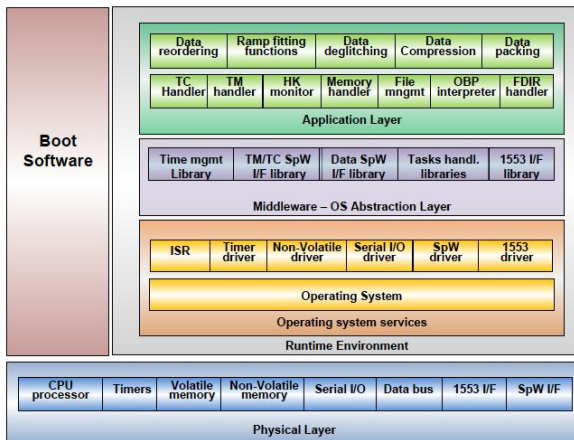 Boot
Software
Data
reordering
Ramp fitting
functions
Data
deglitching
Data
Compression
Data
packing
TC
Handler
TM
handler
HK
monitor
Memory
handler
File
mngmt
OBP
interpreter
FDIR
handler
Application Layer
Time mgmt
Library
TM/TC SpW
I/F library
Data SpW
I/F library
Tasks handl.
libraries
1553 I/F
library
Middleware – OS Abstraction Layer
ISR
Timer
driver
Non-Volatile
driver
Serial I/O
driver
SpW
driver
1553
driver
Operating System
Operating system services
Runtime Environment
CPU
processor
Timers
Volatile
memory
Non-Volatile
memory
Serial I/O
Data bus
1553 I/F
SpW I/F
Physical Layer